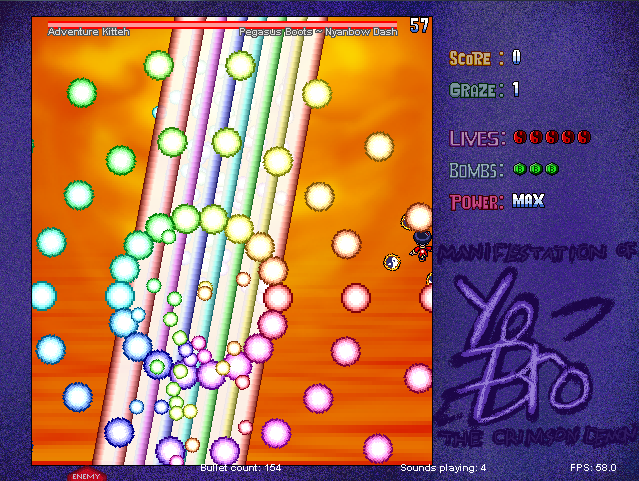 Adventure Kitteh
Pegasus Boots ~ Nyanbow Dash
57
SCORE : 0
GRAZE: 1
LIVES:
BOMBS:
POWER: MAX
MANIFESTATION OF
Yo
Bro
THE CRIMSON DEMON
ENEMY
Bullet count: 154
Sounds playing: 4
FPS: 58.0